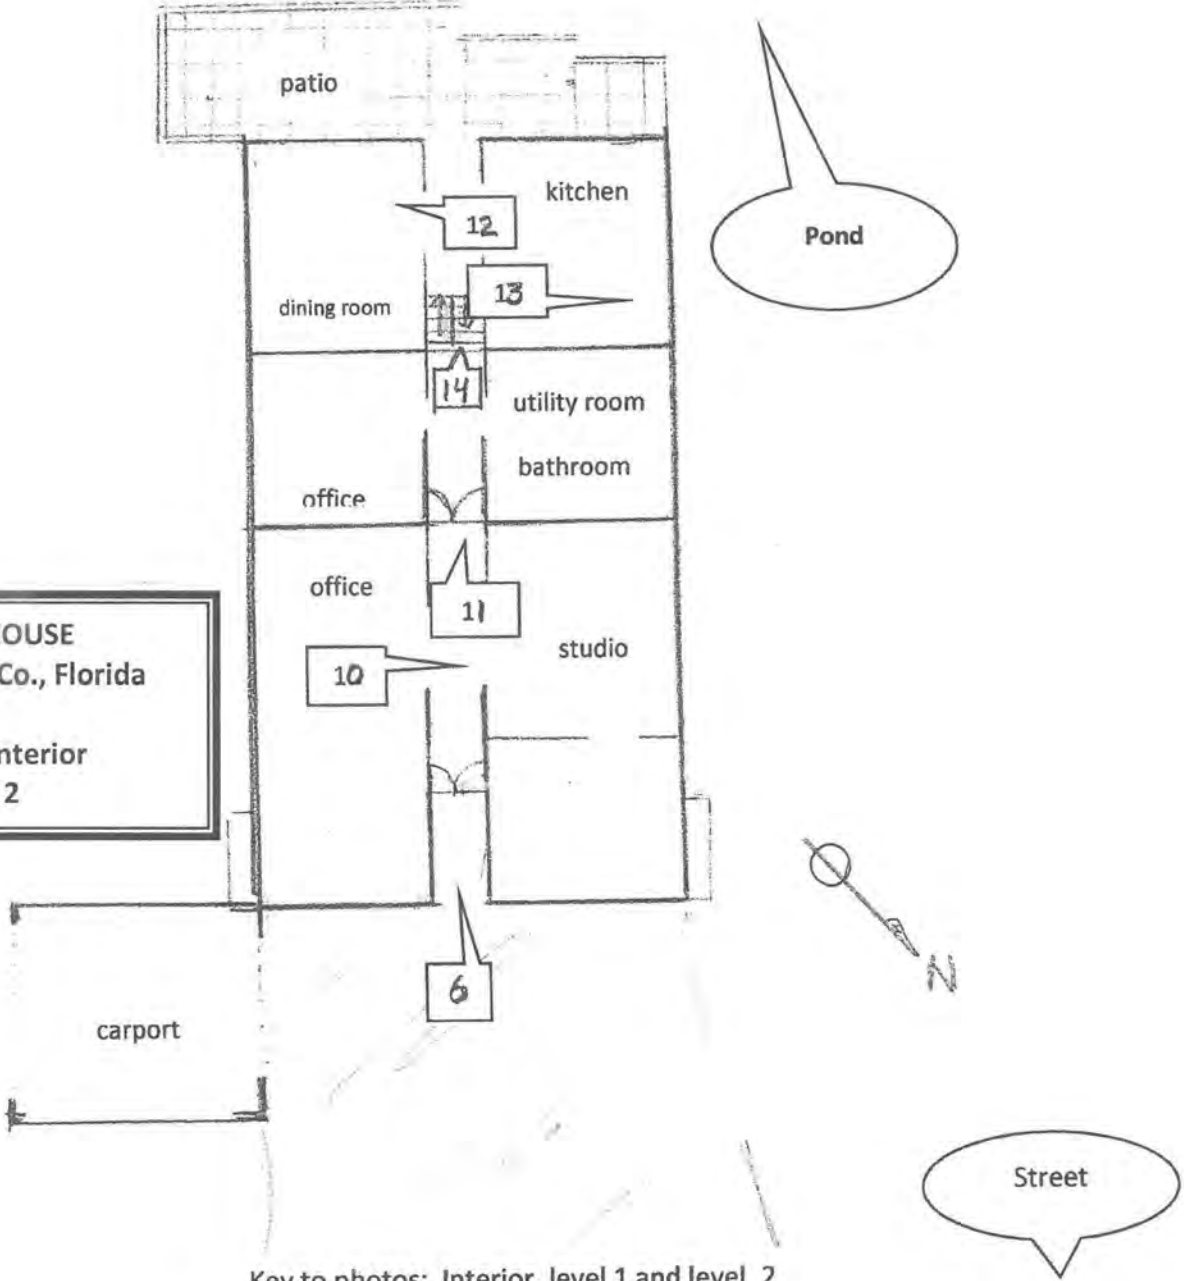 patio
kitchen
12
Pond
13
dining room
14
utility room
bathroom
office
office
11
studio
10
OUSE
Co., Florida
nterior
2
6
N
carport
Street
Key to photos: Interior, level 1 and level 2